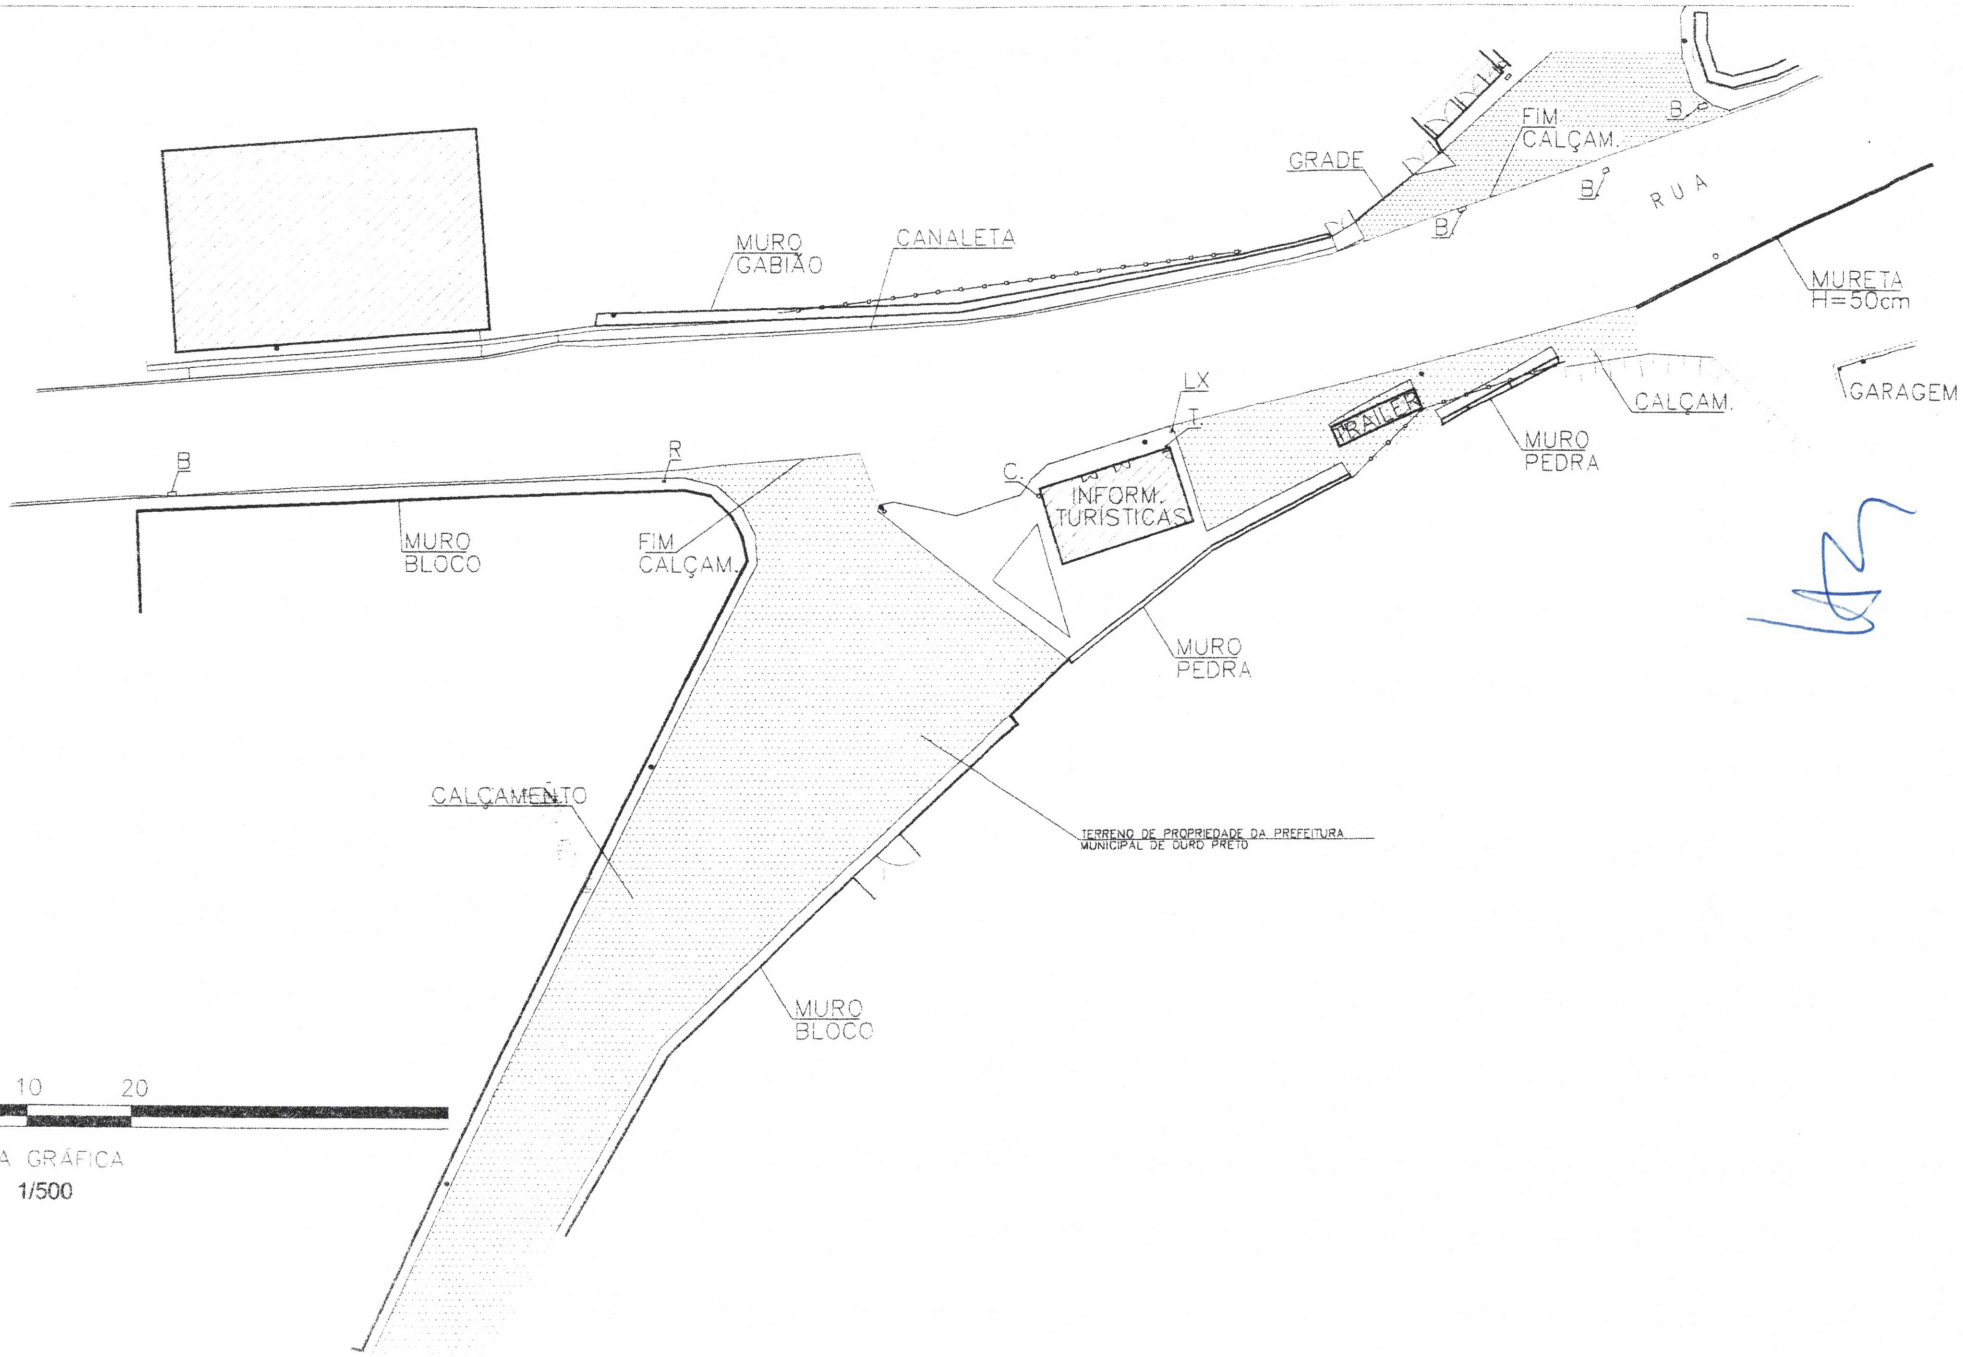 B
FIM
CALÇAM.
GRADE
B
B
RUA
MURO
GABIÃO
CANALETA
MURETA
H=50cm
LX
T.
TRAILER
CALÇAM.
GARAGEM
MURO
PEDRA
B
R
C.
INFORM.
TURÍSTICAS
MURO
BLOCO
FIM
CALÇAM.
MURO
PEDRA
CALÇAMENTO
TERRENO DE PROPRIEDADE DA PREFEITURA
MUNICIPAL DE OURO PRETO
MURO
BLOCO
10 20
A GRÁFICA
1/500